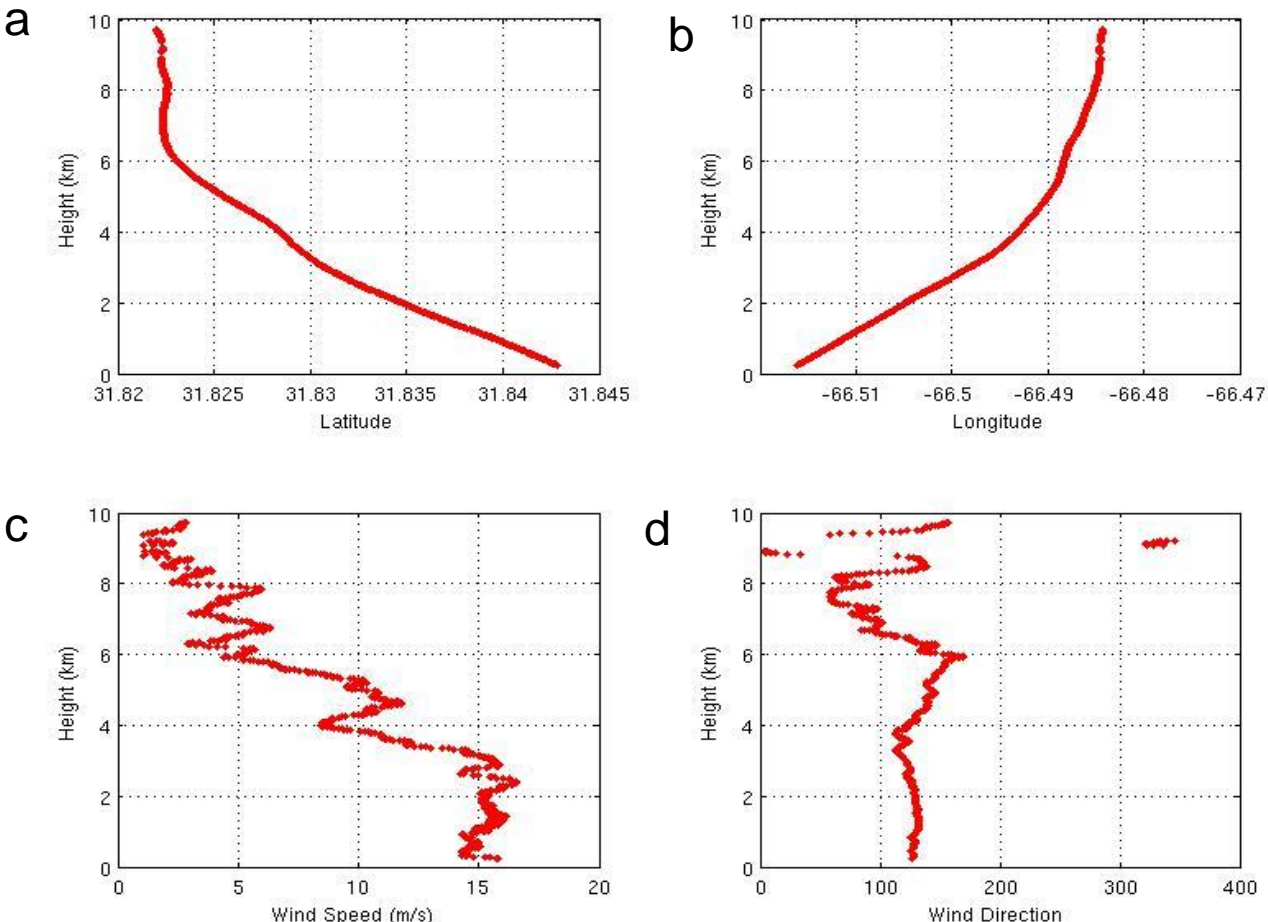 a
10
8
6
4
2
0
Height (km)
31.82 31.825 31.83 31.835 31.84 31.845
Latitude
b
10
8
6
4
2
0
Height (km)
-66.51 -66.5 -66.49 -66.48 -66.47
Longitude
c
10
8
6
4
2
0
Height (km)
0 5 10 15 20
Wind Speed (m/s)
d
10
8
6
4
2
0
Height (km)
0 100 200 300 400
Wind Direction